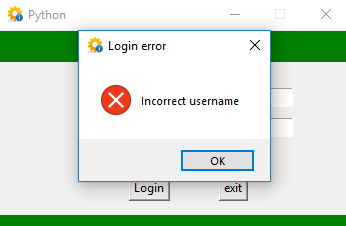 Python
Login error
Incorrect username
OK
Login
exit